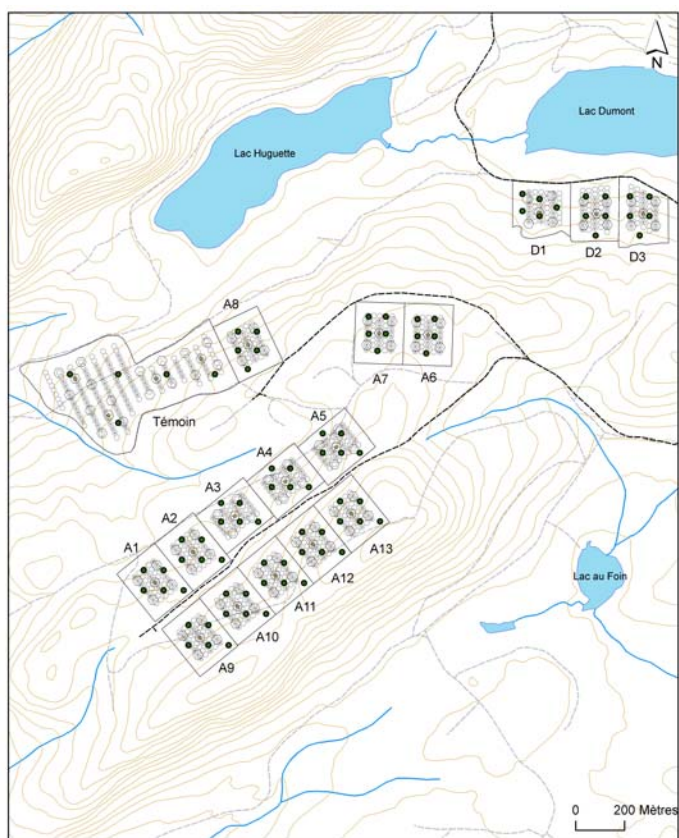 N
Lac Dumont
Lac Huguette
D1 D2 D3
A8
A7 A6
Témoin
A5
A4
A3
A2
A1
A13
A12
A11
A10
A9
Lac au Foin
0 200 Mètres